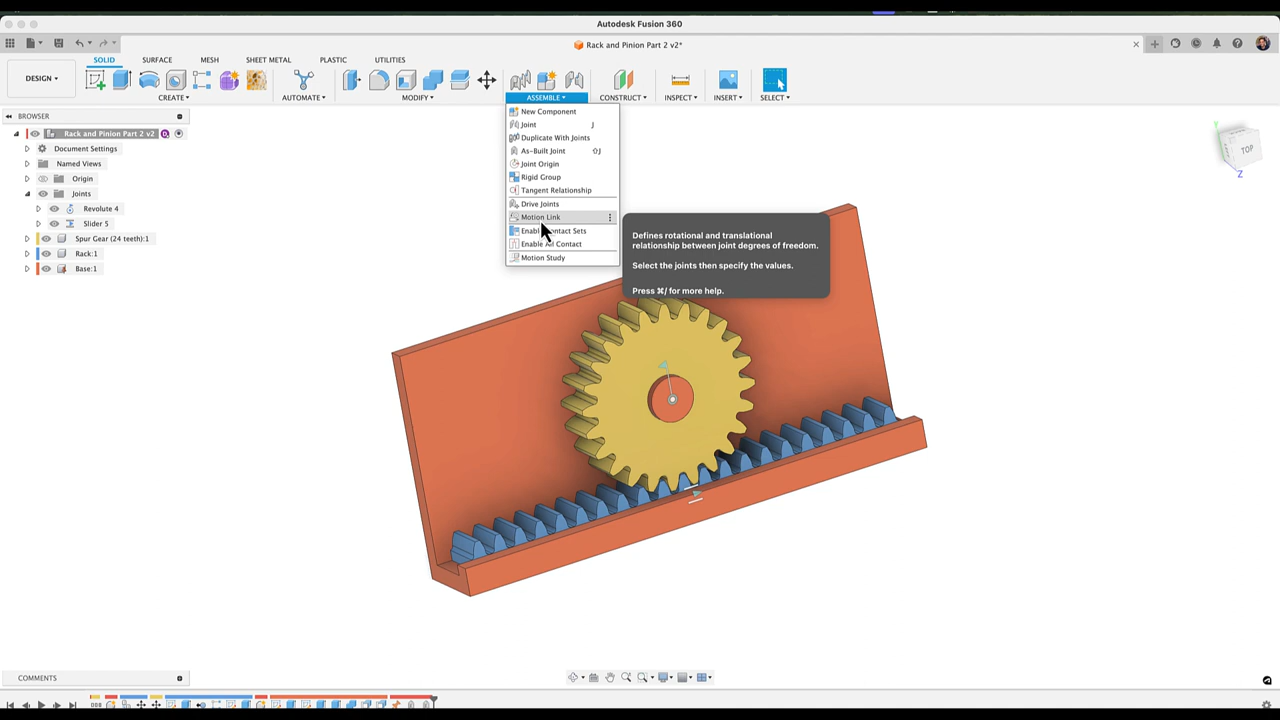 Autodesk Fusion 360
Rack and Pinion Part 2 v2*
SOLID SURFACE MESH SHEET METAL PLASTIC UTILITIES
DESIGN
CREATE AUTOMATE MODIFY ASSEMBLE CONSTRUCT INSPECT INSERT SELECT
BROWSER
Rack and Pinion Part 2 v2
Document Settings
Named Views
Origin
Joints
Revolute 4
Slider 5
Spur Gear (24 teeth):1
Rack:1
Base:1
New Component
Joint J
Duplicate With Joints
As-Built Joint ⇧J
Joint Origin
Rigid Group
Tangent Relationship
Drive Joints
Motion Link
Enable Contact Sets
Enable All Contact
Motion Study
Defines rotational and translational
relationship between joint degrees of freedom.
Select the joints then specify the values.
Press ⌘/ for more help.
Y
TOP
Z
COMMENTS